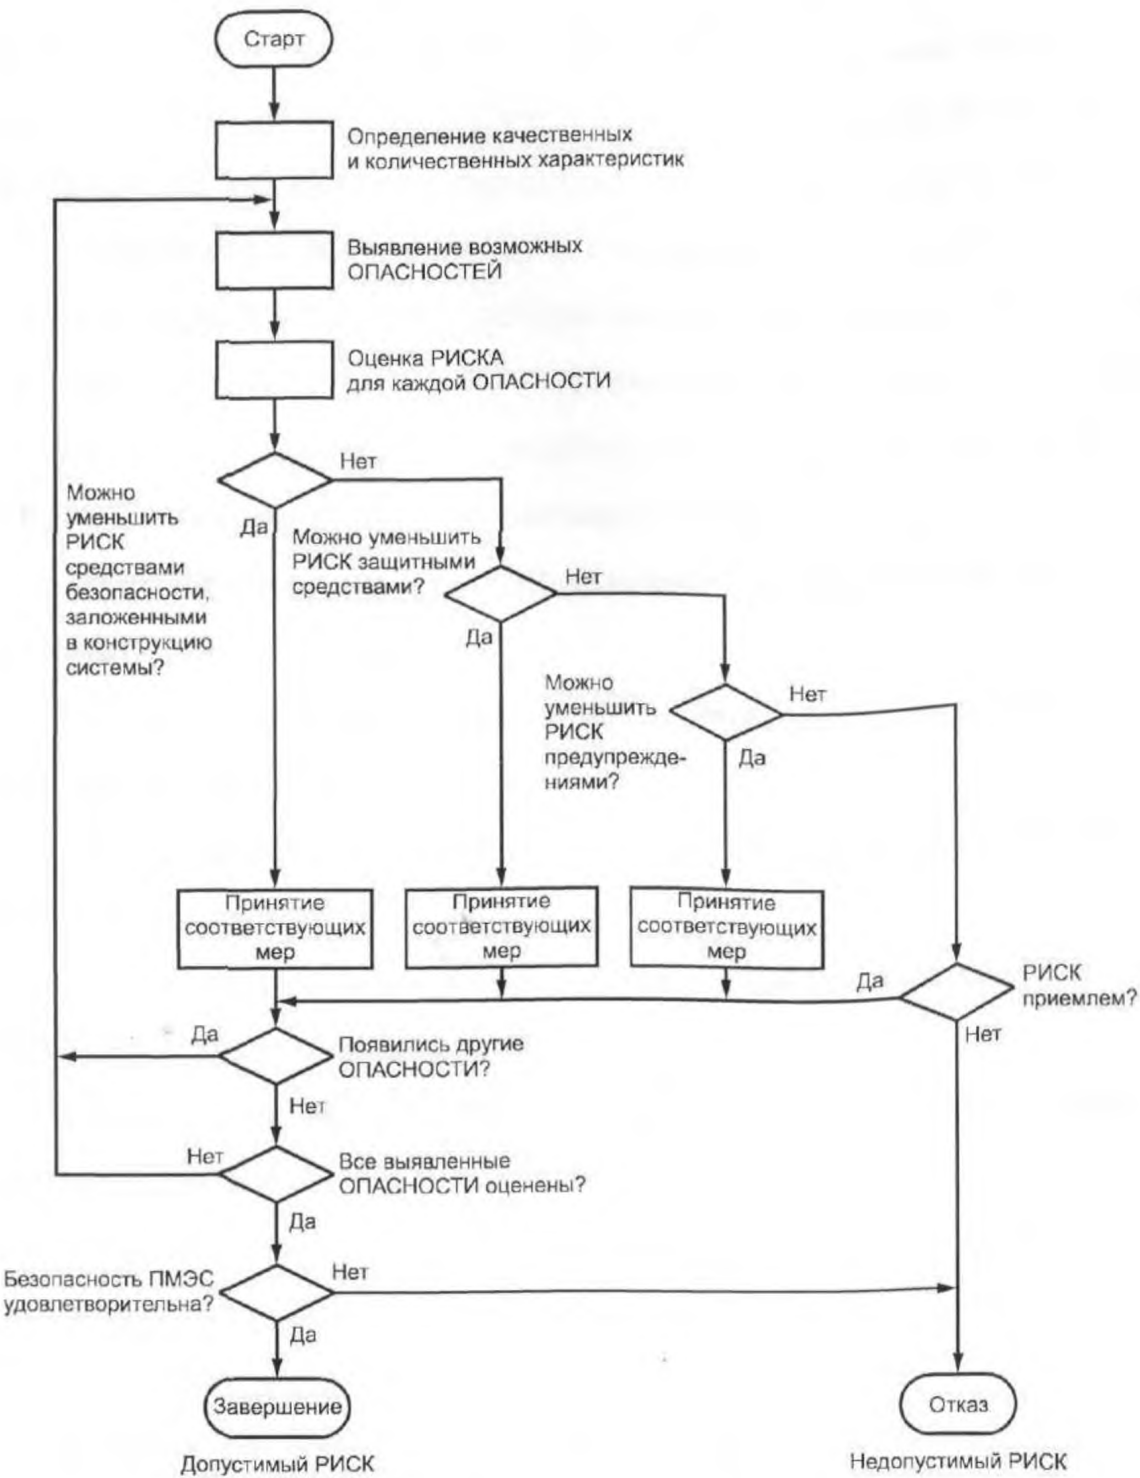 Старт
Определение качественных
и количественных характеристик
Выявление возможных
ОПАСНОСТЕЙ
Оценка РИСКА
для каждой ОПАСНОСТИ
Нет
Да
Можно
уменьшить
РИСК
средствами
безопасности,
заложенными
в конструкцию
системы?
Можно уменьшить
РИСК защитными
средствами?
Нет
Да
Можно
уменьшить
РИСК
предупрежде-
ниями?
Нет
Да
Принятие
соответствующих
мер
Принятие
соответствующих
мер
Принятие
соответствующих
мер
Да
РИСК
приемлем?
Нет
Да
Появились другие
ОПАСНОСТИ?
Нет
Нет
Все выявленные
ОПАСНОСТИ оценены?
Да
Безопасность ПМЭС
удовлетворительна?
Нет
Да
Завершение
Допустимый РИСК
Отказ
Недопустимый РИСК